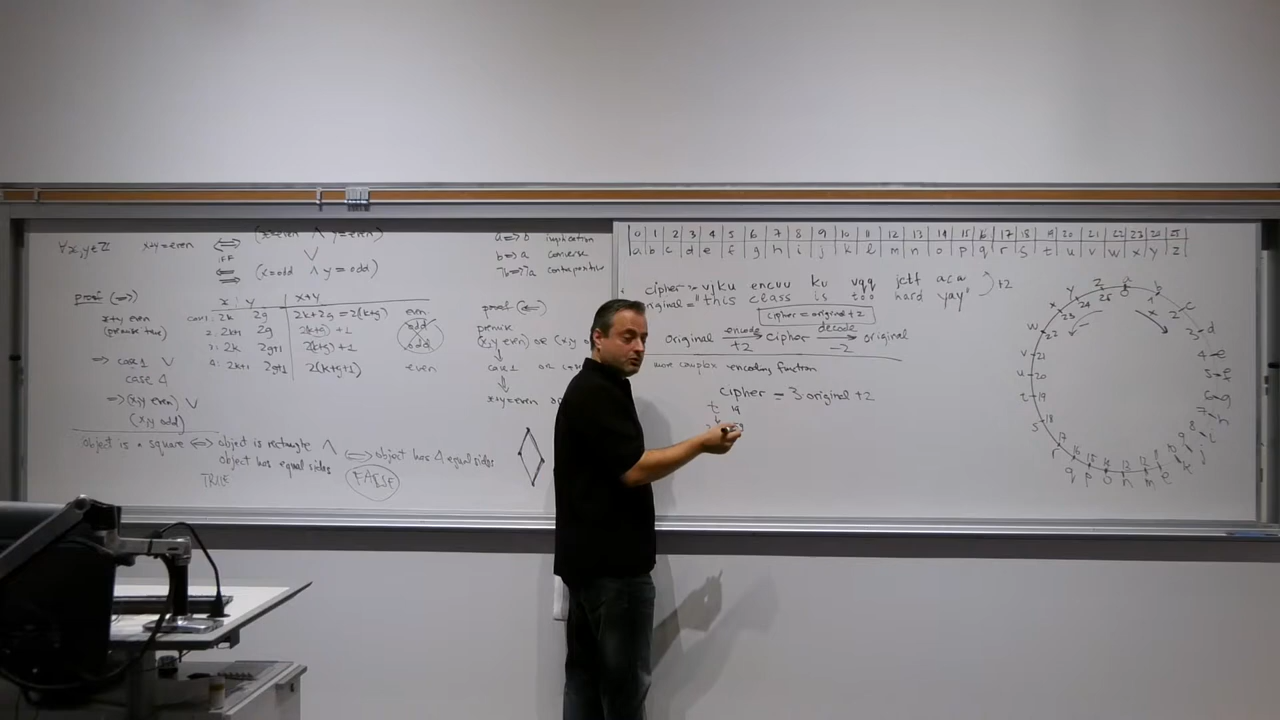 ∀x,y∈ℤ x+y=even ⇔ (x=even ∧ y=even)
iff ∨
(x=odd ∧ y=odd)
proof (⇒)
x y x+y
x+y even
(premise true)
case 1: 2k 2g 2k+2g = 2(k+g) even
2: 2k+1 2g 2(k+g)+1 odd
3: 2k 2g+1 2(k+g)+1 odd
4: 2k+1 2g+1 2(k+g+1) even
⇒ case 1 ∨
case 4
⇒ (x,y even) ∨
(x,y odd)
object is a square ⇔ object is rectangle ∧
object has equal sides
⇔ object has 4 equal sides
TRUE
FALSE
a⇒b implication
b⇒a converse
¬b⇒¬a contrapositive
proof (⇐)
premise
(x,y even) or (x,y
case 1 or
x+y=even
0 1 2 3 4 5 6 7 8 9 10 11 12 13 14 15 16 17 18 19 20 21 22 23 24 25
a b c d e f g h i j k l m n o p q r s t u v w x y z
cipher = vjku encuu ku vqq jctf aca
original = "this class is too hard yay"
+2
cipher = original + 2
original encode +2 cipher decode −2 original
more complex encoding function
cipher = 3·original + 2
t 19
a b c d e f g h i j k l m n o p q r s t u v w x y z
0 1 2 3 4 5 6 7 8 9 10 11 12 13 14 15 16 17 18 19 20 21 22 23 24 25